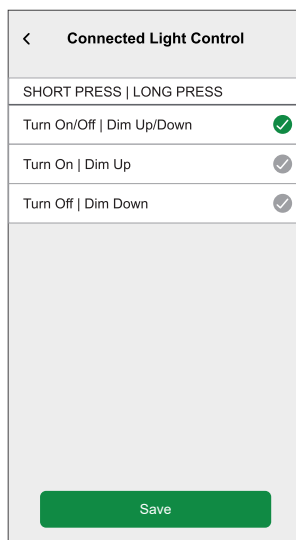 Connected Light Control
SHORT PRESS | LONG PRESS
Turn On/Off | Dim Up/Down
Turn On | Dim Up
Turn Off | Dim Down
Save